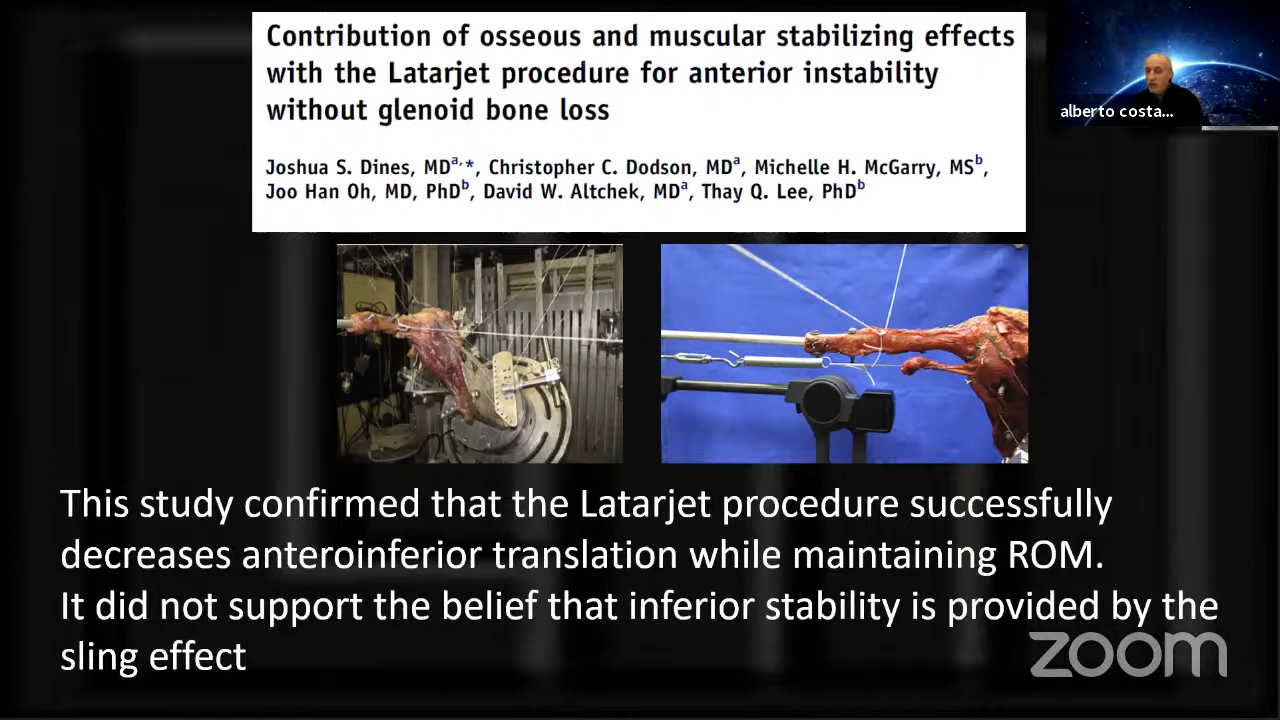 Contribution of osseous and muscular stabilizing effects
with the Latarjet procedure for anterior instability
without glenoid bone loss
Joshua S. Dines, MDa,*, Christopher C. Dodson, MDa, Michelle H. McGarry, MSb,
Joo Han Oh, MD, PhDb, David W. Altchek, MDa, Thay Q. Lee, PhDb
alberto costa...
This study confirmed that the Latarjet procedure successfully
decreases anteroinferior translation while maintaining ROM.
It did not support the belief that inferior stability is provided by the
sling effect
zoom